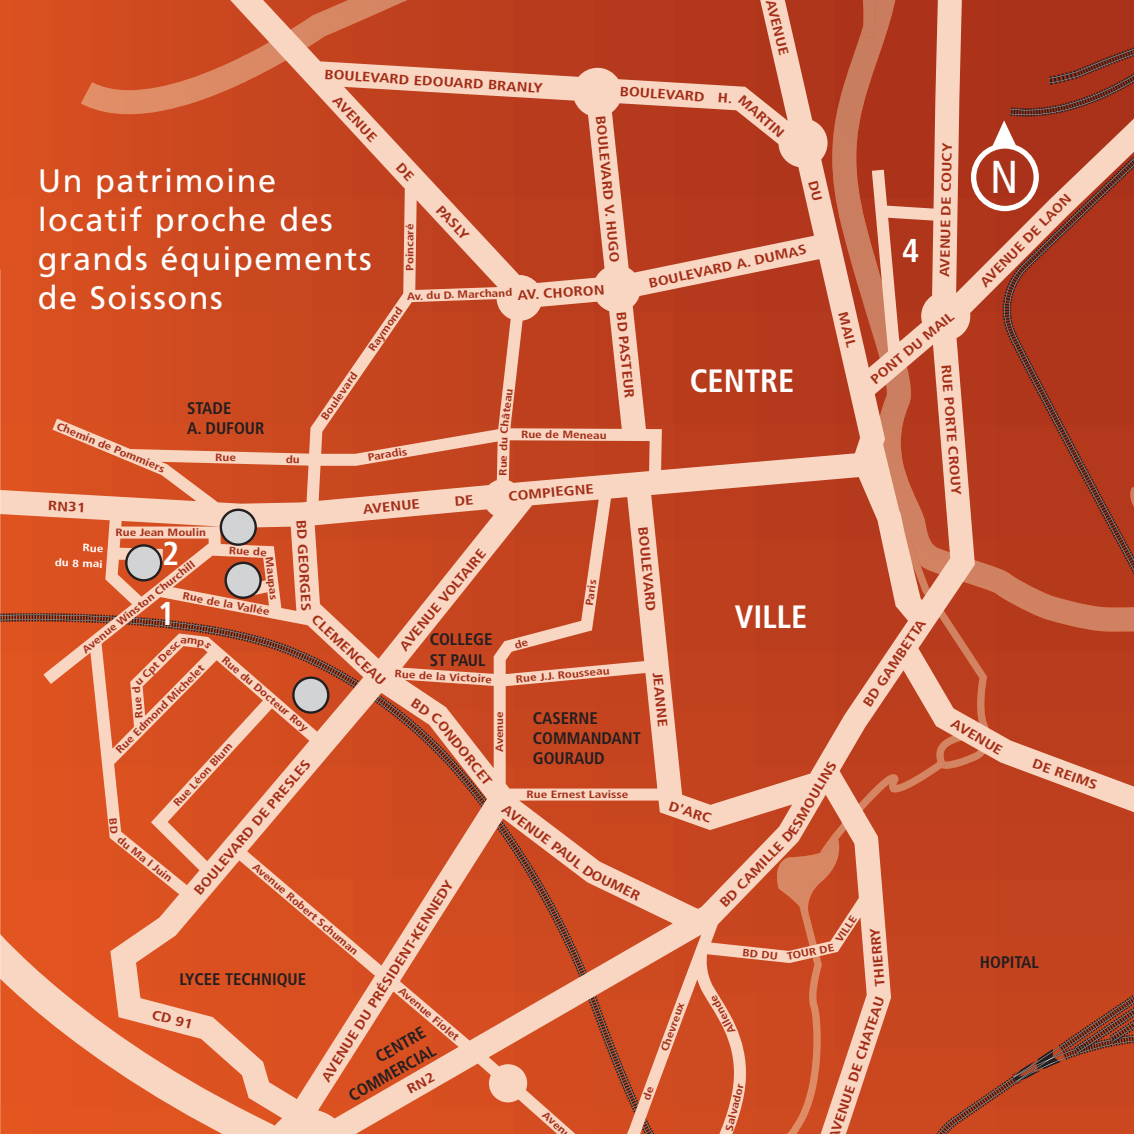 AVENUE
BOULEVARD EDOUARD BRANLY
BOULEVARD H. MARTIN
AVENUE DE PASLY
BOULEVARD V. HUGO
DU
MAIL
AVENUE DE COUCY
N
AVENUE DE LAON
Un patrimoine
locatif proche des
grands équipements
de Soissons
Poincaré
Raymond
Boulevard
Av. du D. Marchand
AV. CHORON
BOULEVARD A. DUMAS
4
BD PASTEUR
PONT DU MAIL
CENTRE
RUE PORTE CROUY
STADE
A. DUFOUR
Chemin de Pommiers
Rue du Paradis
Rue du Château
Rue de Meneau
RN31
AVENUE DE COMPIEGNE
Rue Jean Moulin
Rue
du 8 mai
2
Rue de Maupas
BD GEORGES CLEMENCEAU
Avenue Winston Churchill
Rue de la Vallée
1
AVENUE VOLTAIRE
Paris
de
Avenue
BOULEVARD
JEANNE
D'ARC
VILLE
COLLEGE
ST PAUL
Rue de la Victoire
Rue J.J. Rousseau
BD GAMBETTA
Rue du Cpt Descamps
Rue Edmond Michelet
Rue du Docteur Roy
Rue Léon Blum
BD CONDORCET
CASERNE
COMMANDANT
GOURAUD
AVENUE DE REIMS
Rue Ernest Lavisse
BOULEVARD DE PRESLES
BD du Mal Juin
AVENUE PAUL DOUMER
BD CAMILLE DESMOULINS
Avenue Robert Schuman
AVENUE DU PRÉSIDENT-KENNEDY
BD DU TOUR DE VILLE
AVENUE DE CHATEAU THIERRY
HOPITAL
LYCEE TECHNIQUE
CD 91
Avenue Fiolet
CENTRE
COMMERCIAL
RN2
Chevreux
de
Allende
Salvador
Avenu